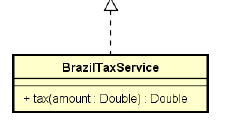 BrazilTaxService
+ tax(amount : Double) : Double